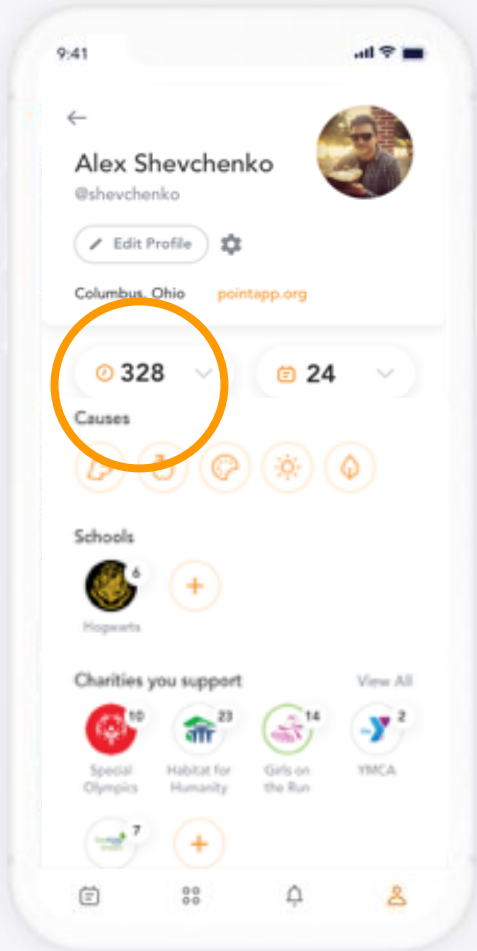 9:41
Alex Shevchenko
@shevchenko
Edit Profile
Columbus, Ohio pointapp.org
328 24
Causes
Schools
6
Hogwarts
Charities you support View All
10 23 14 2
Special Olympics Habitat for Humanity Girls on the Run YMCA
7